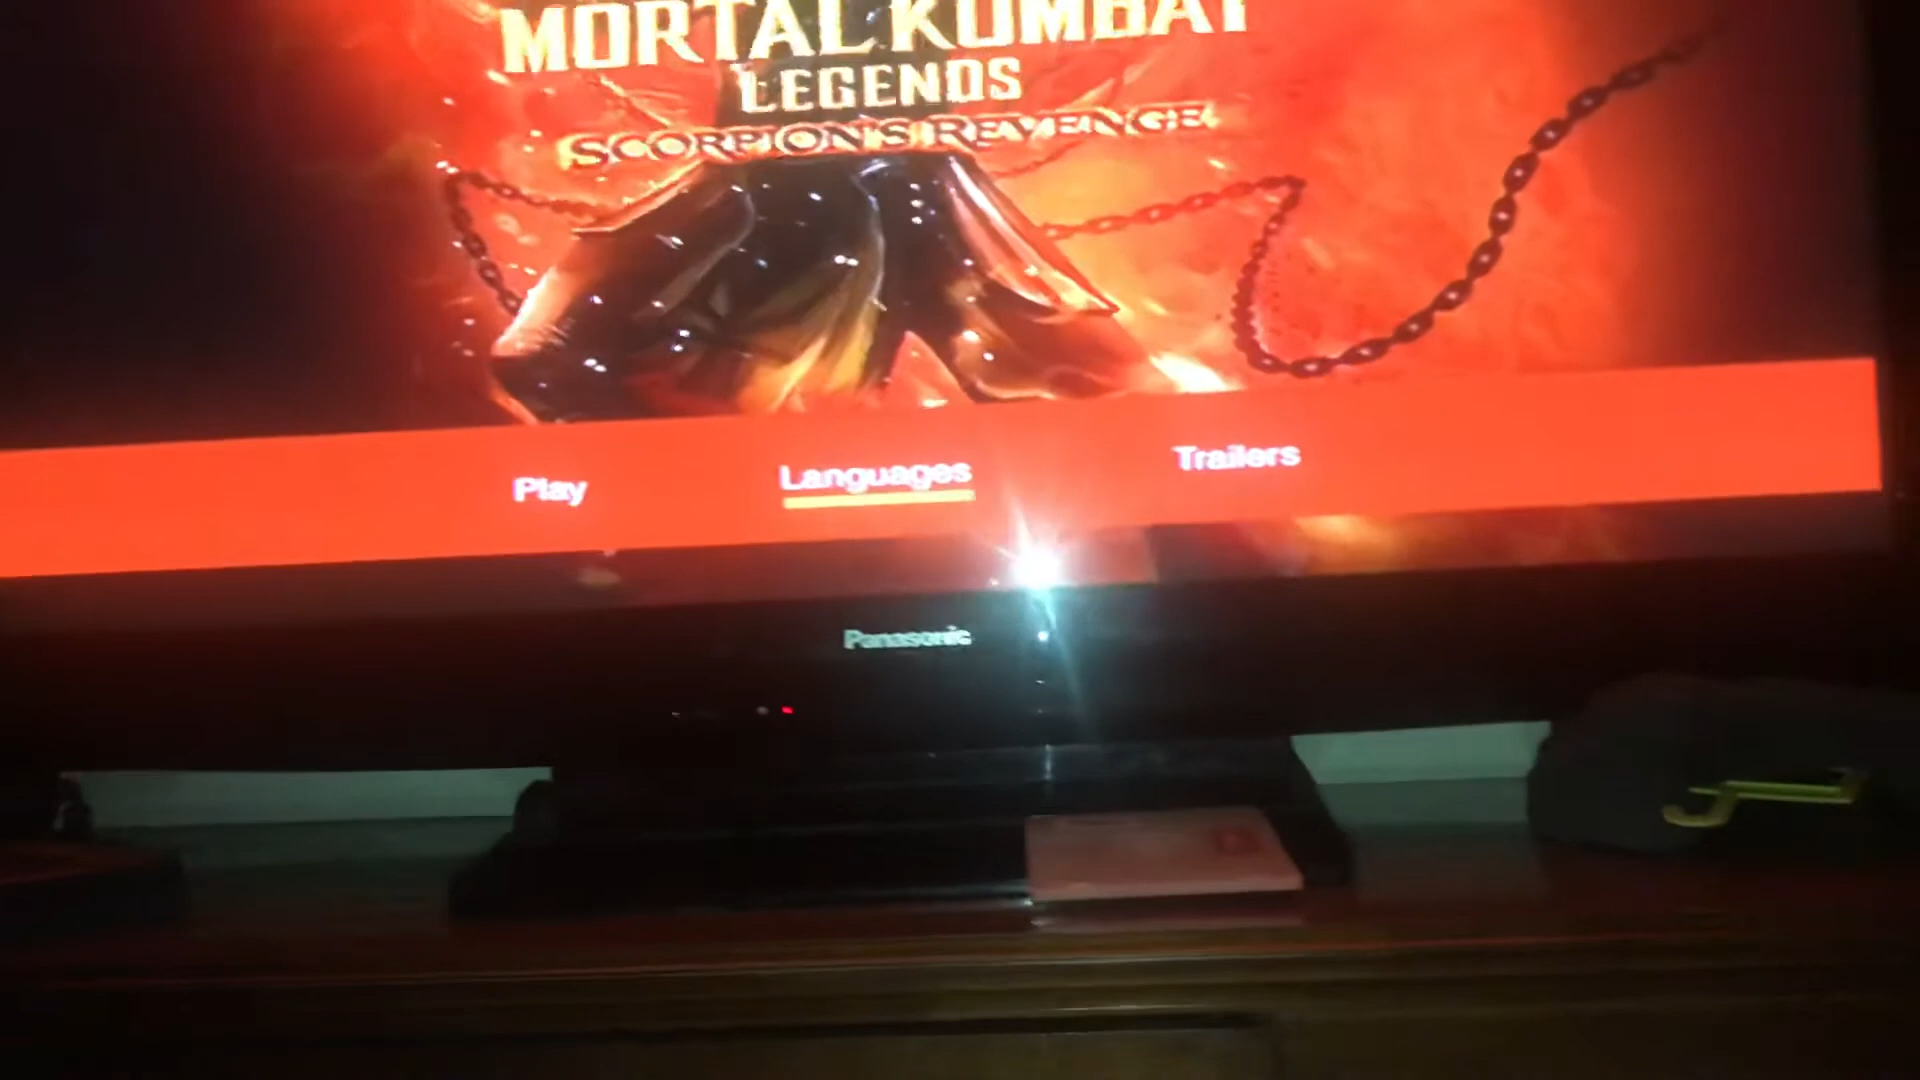 MORTAL KOMBAT
LEGENDS
SCORPION'S REVENGE
Play
Languages
Trailers
Panasonic